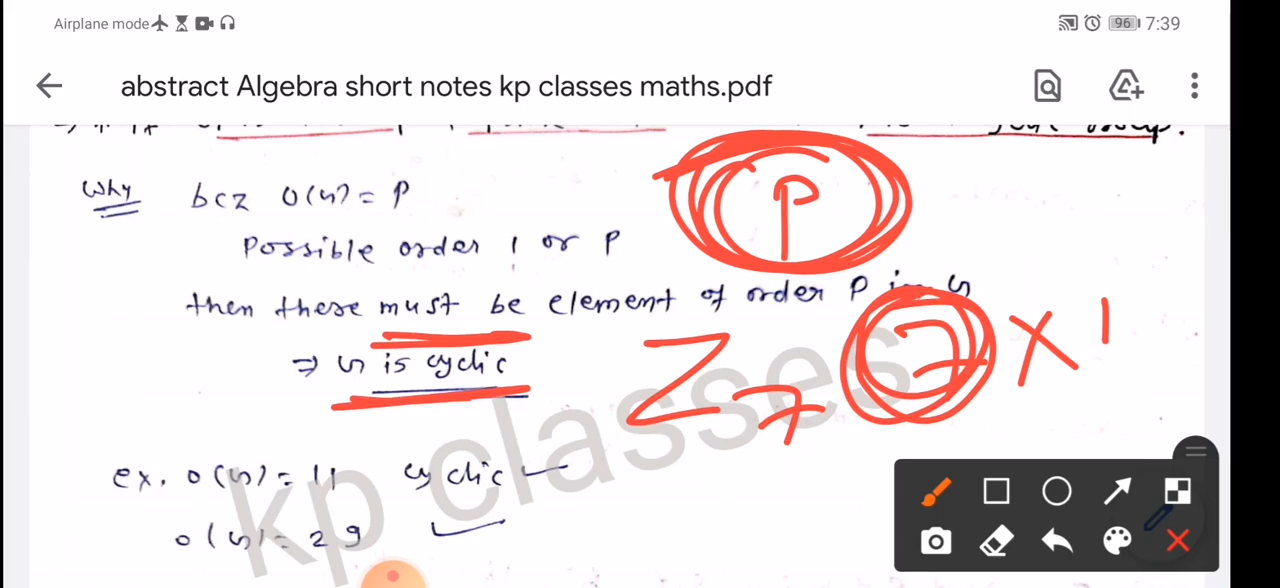 Airplane mode 96 7:39
abstract Algebra short notes kp classes maths.pdf
Why bcz O(G) = P
P
Possible order 1 or P
then there must be element of order P in G
⇒ G is cyclic
Z7 7 × 1
ex. O(G) = 11 cyclic
O(G) = 29
kp classes